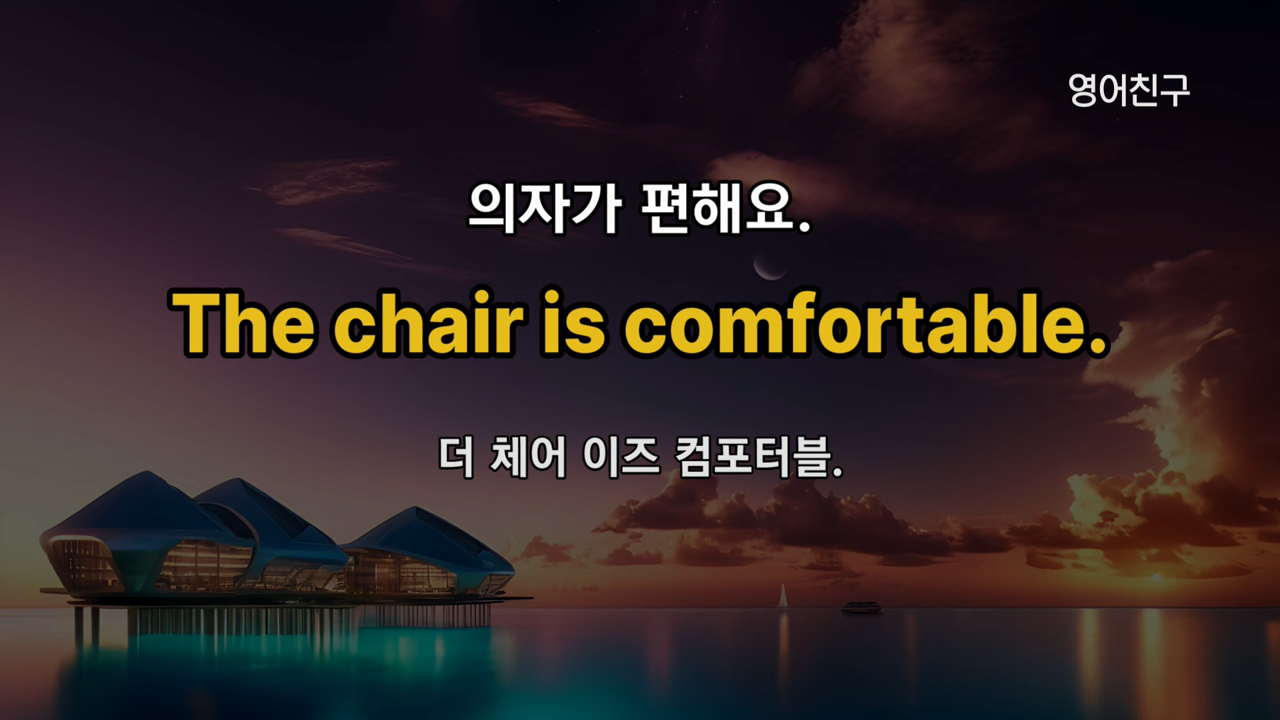 영어친구
의자가 편해요.
The chair is comfortable.
더 체어 이즈 컴포터블.